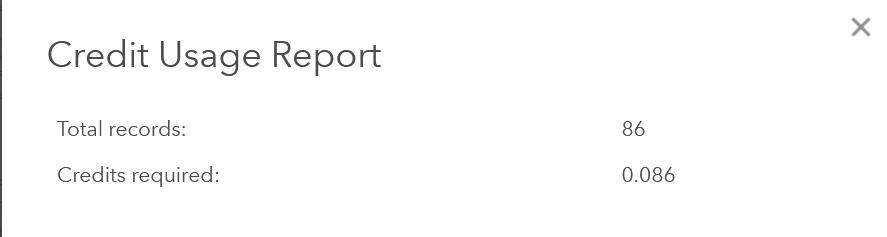 Credit Usage Report
Total records: 86
Credits required: 0.086